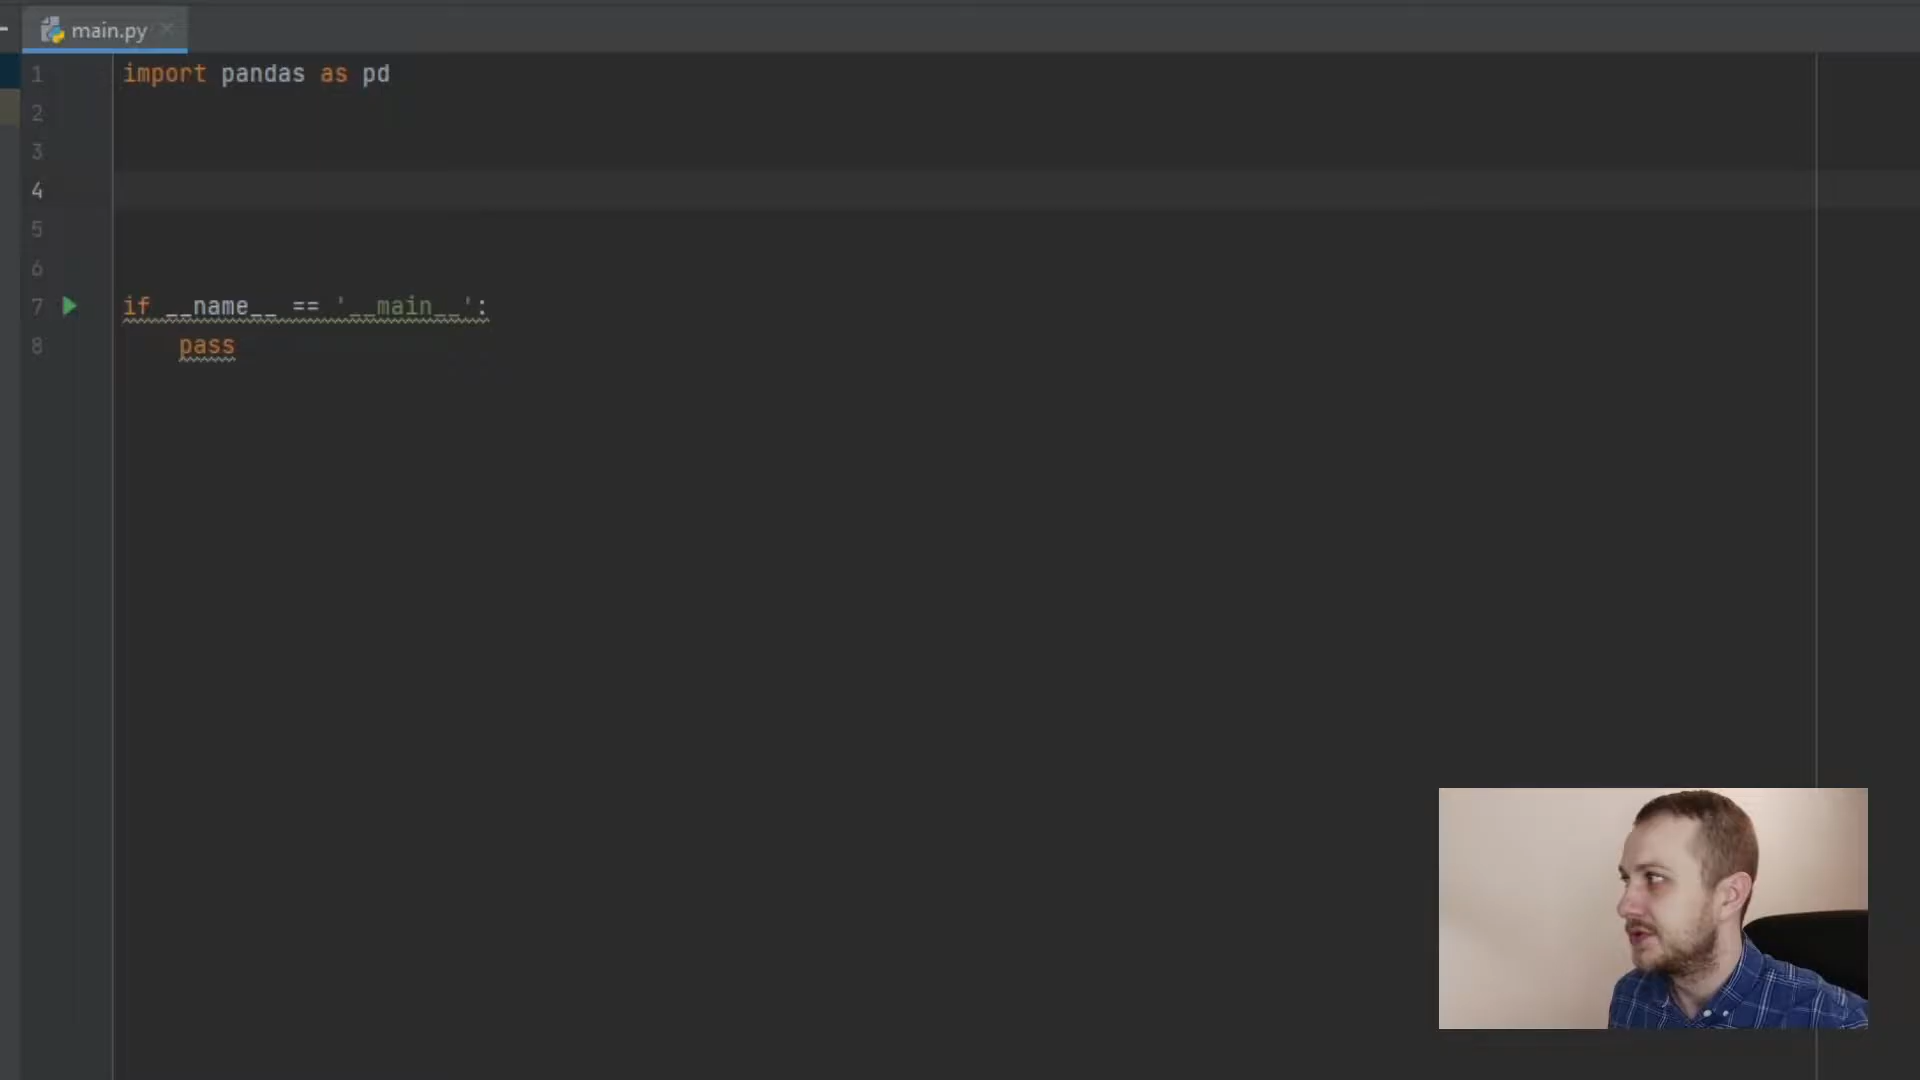 main.py
1 import pandas as pd
2
3
4
5
6
7 if __name__ == '__main__':
8 pass